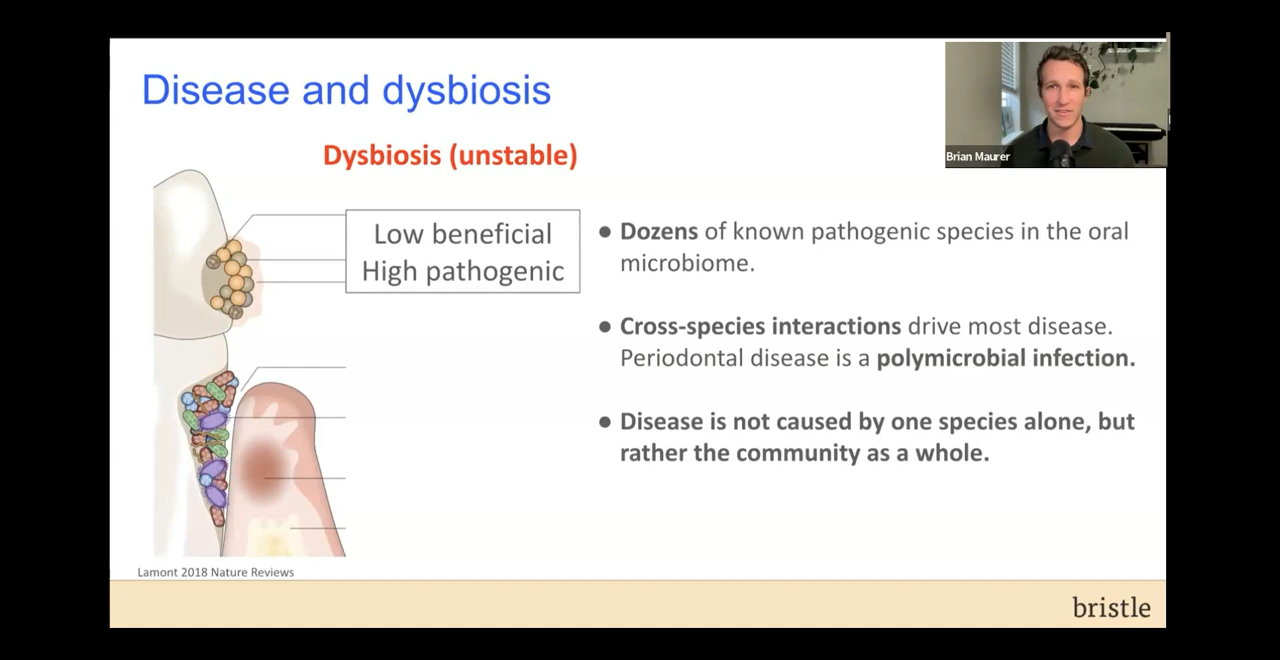 Disease and dysbiosis
Dysbiosis (unstable)
Low beneficial
High pathogenic
● Dozens of known pathogenic species in the oral
microbiome.
● Cross-species interactions drive most disease.
Periodontal disease is a polymicrobial infection.
● Disease is not caused by one species alone, but
rather the community as a whole.
Lamont 2018 Nature Reviews
bristle
Brian Maurer